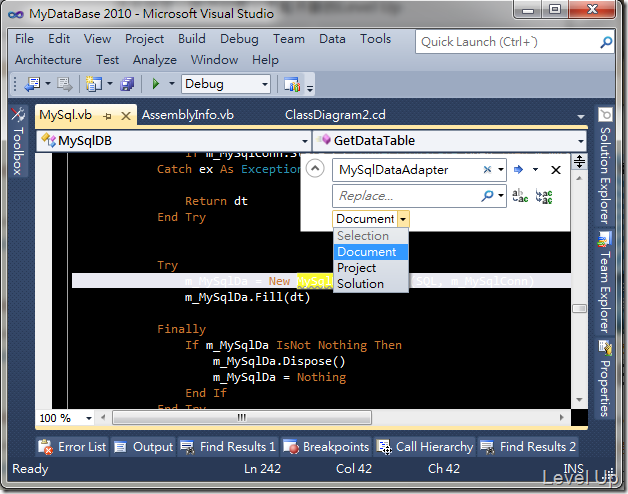 MyDataBase 2010 - Microsoft Visual Studio
File Edit View Project Build Debug Team Data Tools
Quick Launch (Ctrl+`)
Architecture Test Analyze Window Help
Debug
MySql.vb AssemblyInfo.vb ClassDiagram2.cd
MySqlDB GetDataTable
Catch ex As Exception
MySqlDataAdapter
Return dt
Replace...
End Try
Document
Selection
Document
Project
Solution
Try
m_MySqlDa = New MySql SQL, m_MySqlConn)
m_MySqlDa.Fill(dt)
Finally
If m_MySqlDa IsNot Nothing Then
m_MySqlDa.Dispose()
m_MySqlDa = Nothing
End If
End Try
100 %
Toolbox
Solution Explorer
Team Explorer
Properties
Error List Output Find Results 1 Breakpoints Call Hierarchy Find Results 2
Ready Ln 242 Col 42 Ch 42 INS
Level Up